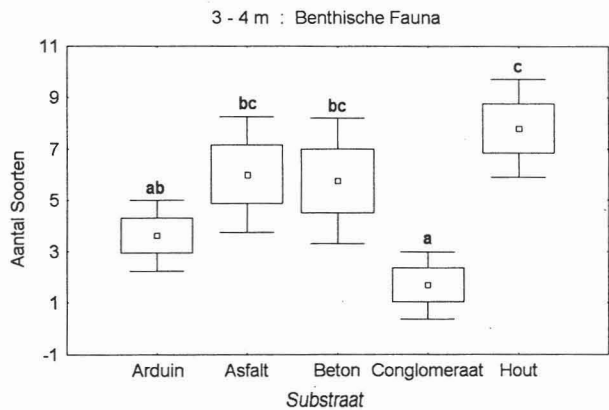 3 - 4 m : Benthische Fauna
Aantal Soorten
11
9
7
5
3
1
-1
ab
bc
bc
a
c
Arduin
Asfalt
Beton
Conglomeraat
Hout
Substraat